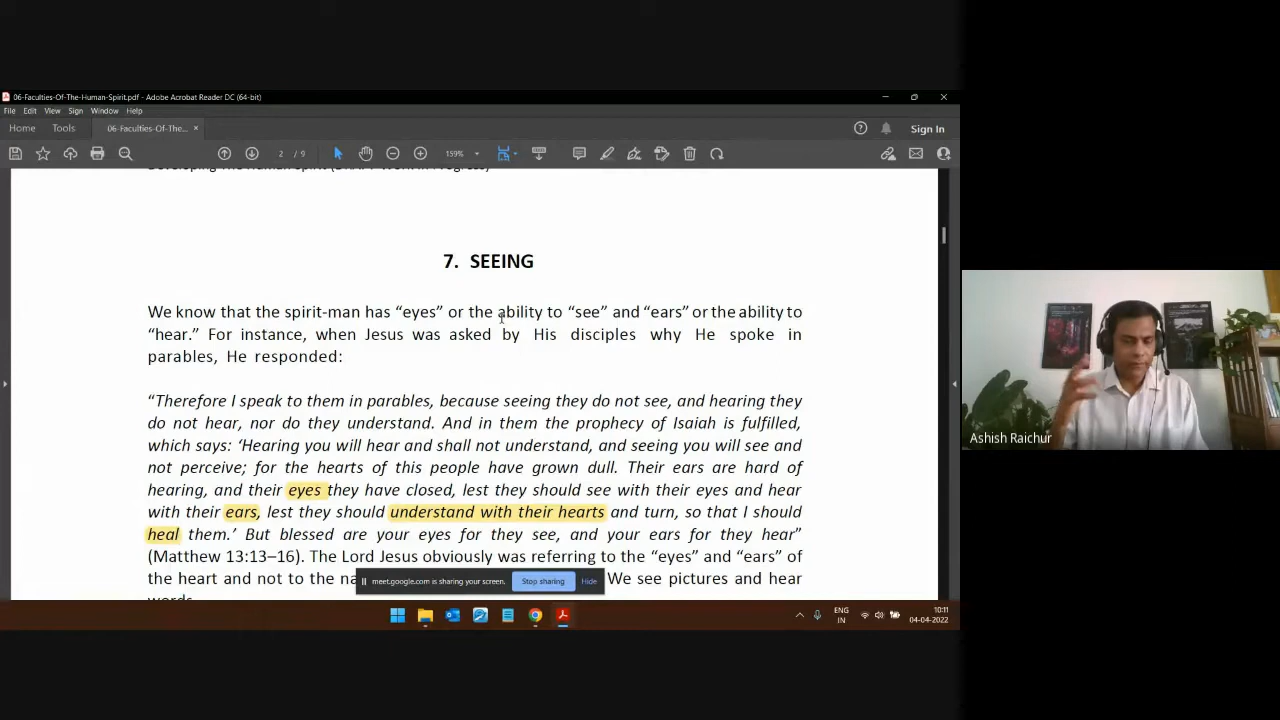 06-Faculties-Of-The-Human-Spirit.pdf - Adobe Acrobat Reader DC (64-bit)
File Edit View Sign Window Help
Home Tools 06-Faculties-Of-The... × Sign In
2 / 9 159%
Developing The Human Spirit (DRAFT Work In Progress)
7. SEEING
We know that the spirit-man has “eyes” or the ability to “see” and “ears” or the ability to
“hear.” For instance, when Jesus was asked by His disciples why He spoke in
parables, He responded:
“Therefore I speak to them in parables, because seeing they do not see, and hearing they
do not hear, nor do they understand. And in them the prophecy of Isaiah is fulfilled,
which says: ‘Hearing you will hear and shall not understand, and seeing you will see and
not perceive; for the hearts of this people have grown dull. Their ears are hard of
hearing, and their eyes they have closed, lest they should see with their eyes and hear
with their ears, lest they should understand with their hearts and turn, so that I should
heal them.’ But blessed are your eyes for they see, and your ears for they hear”
(Matthew 13:13–16). The Lord Jesus obviously was referring to the “eyes” and “ears” of
the heart and not to the na We see pictures and hear
words
meet.google.com is sharing your screen. Stop sharing Hide
ENG
IN
10:11
04-04-2022
Ashish Raichur